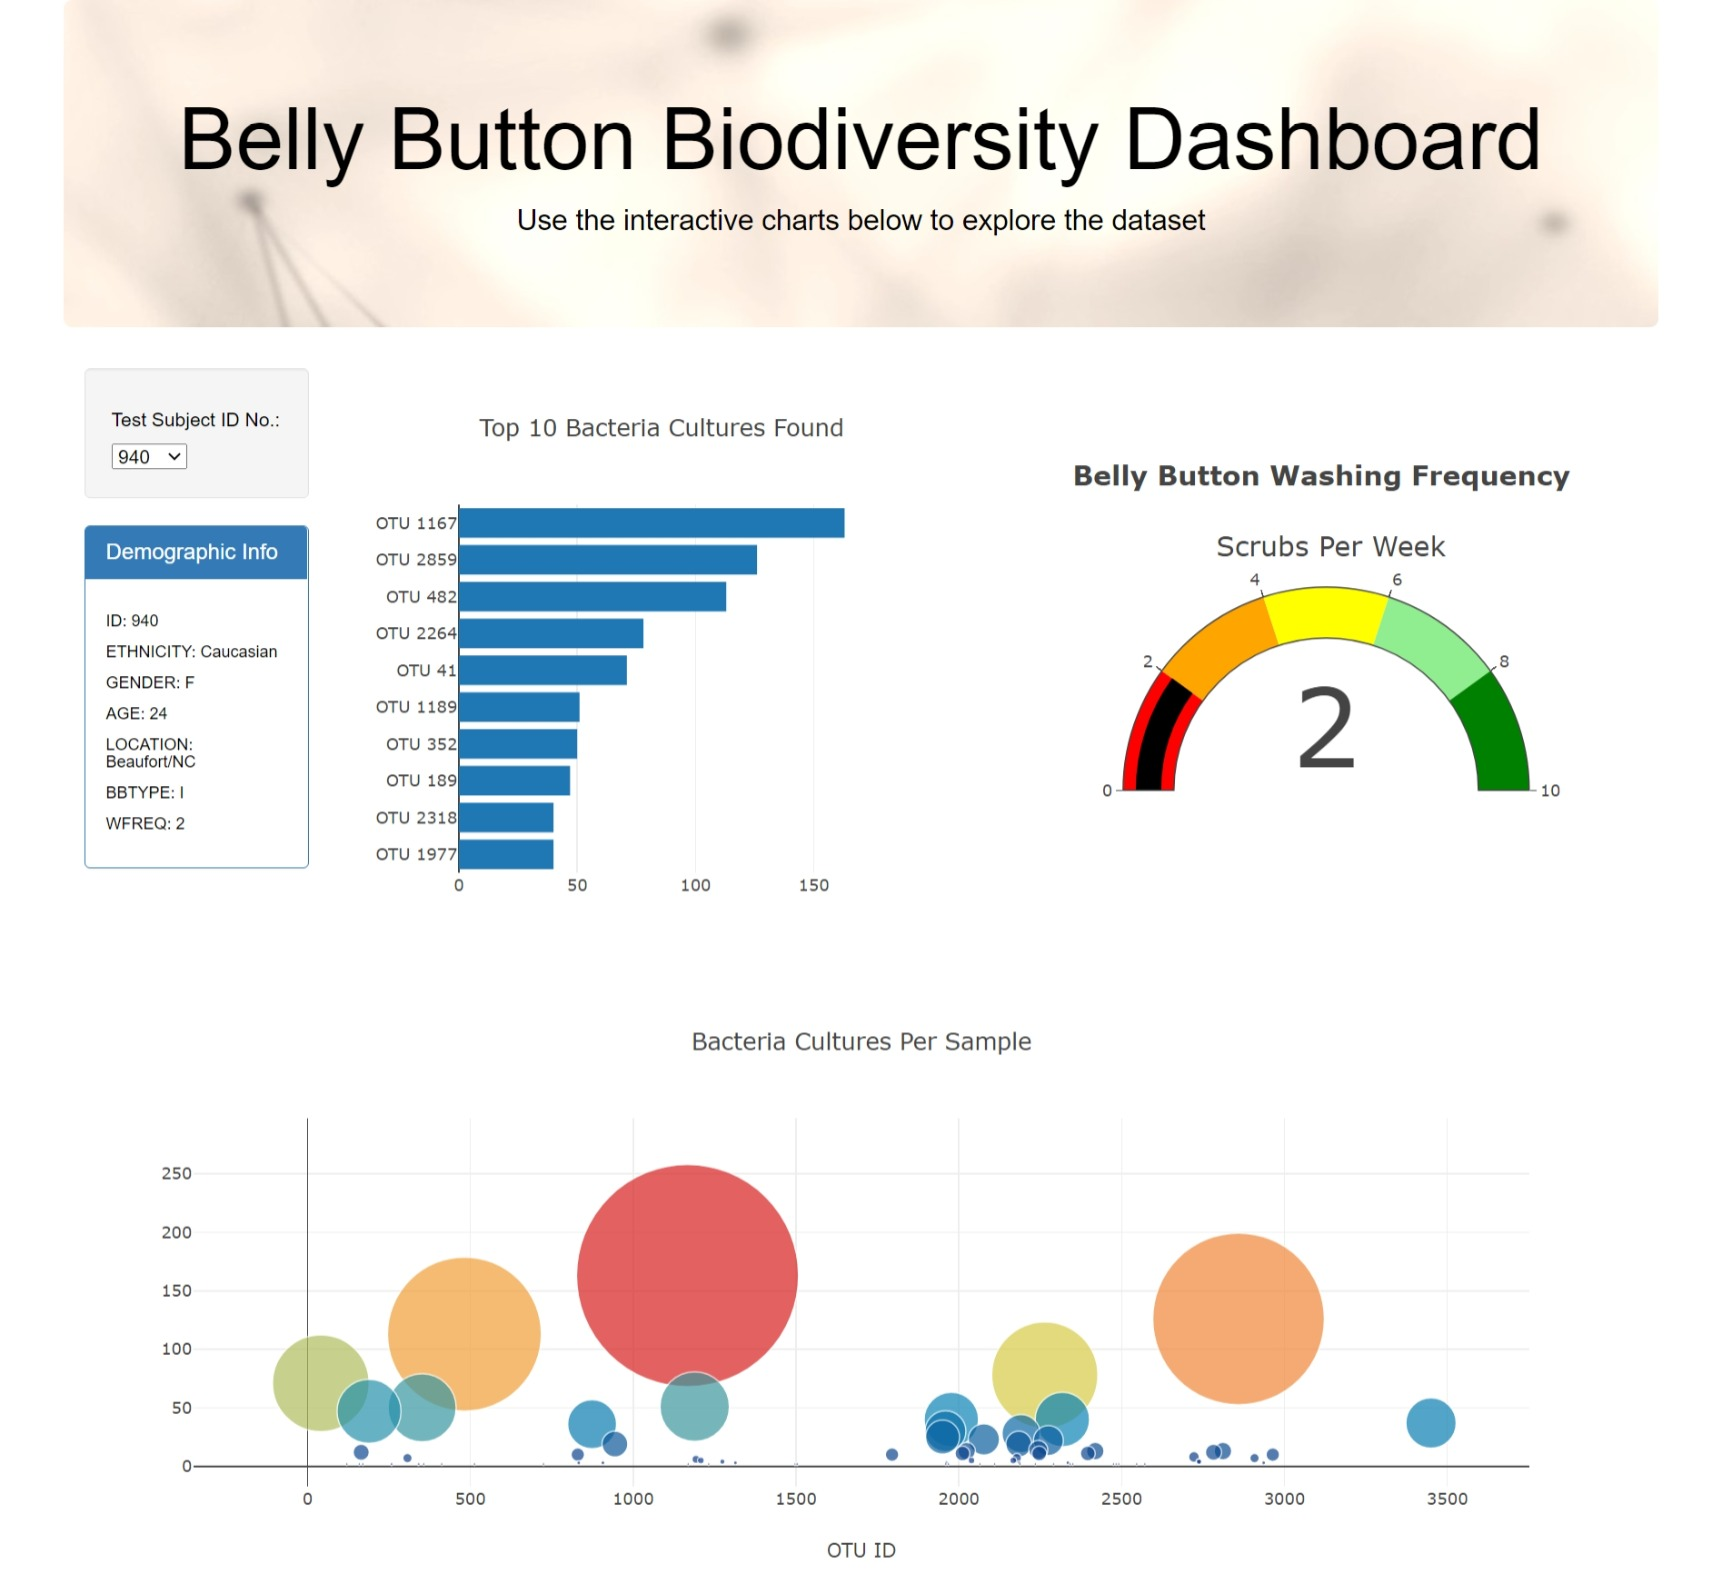 Belly Button Biodiversity Dashboard
Use the interactive charts below to explore the dataset
Test Subject ID No.:
940
Demographic Info
ID: 940
ETHNICITY: Caucasian
GENDER: F
AGE: 24
LOCATION:
Beaufort/NC
BBTYPE: I
WFREQ: 2
Top 10 Bacteria Cultures Found
OTU 1167
OTU 2859
OTU 482
OTU 2264
OTU 41
OTU 1189
OTU 352
OTU 189
OTU 2318
OTU 1977
0 50 100 150
Belly Button Washing Frequency
Scrubs Per Week
4 6
2 8
2
0 10
Bacteria Cultures Per Sample
250
200
150
100
50
0
0 500 1000 1500 2000 2500 3000 3500
OTU ID